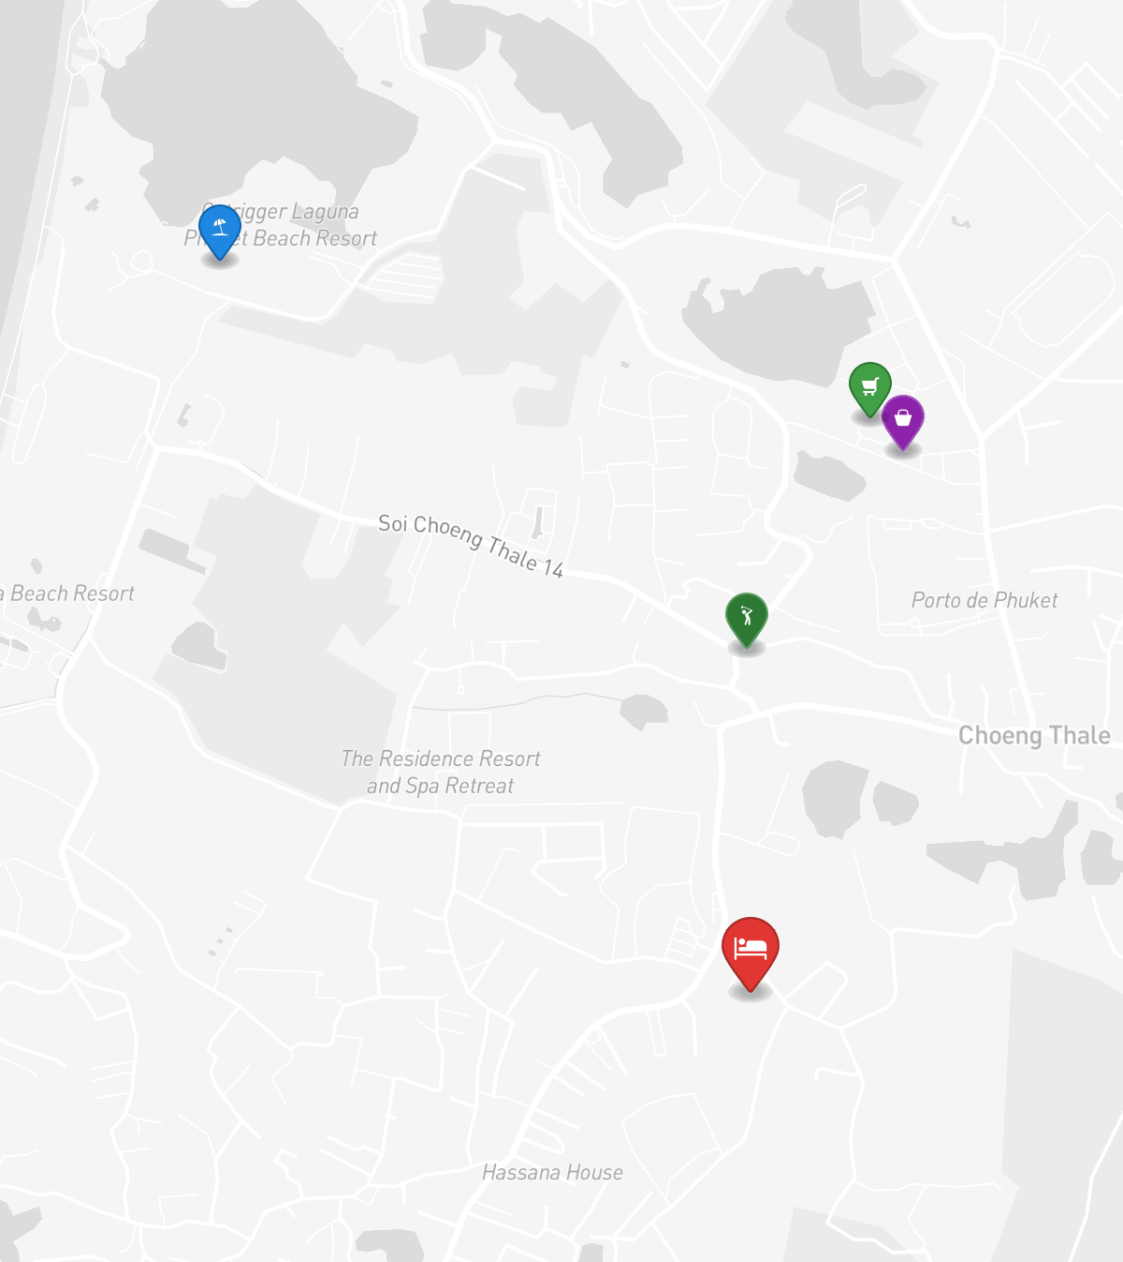 Laguna
Beach Resort
Soi Choeng Thale 14
a Beach Resort
Porto de Phuket
Choeng Thale
The Residence Resort
and Spa Retreat
Hassana House